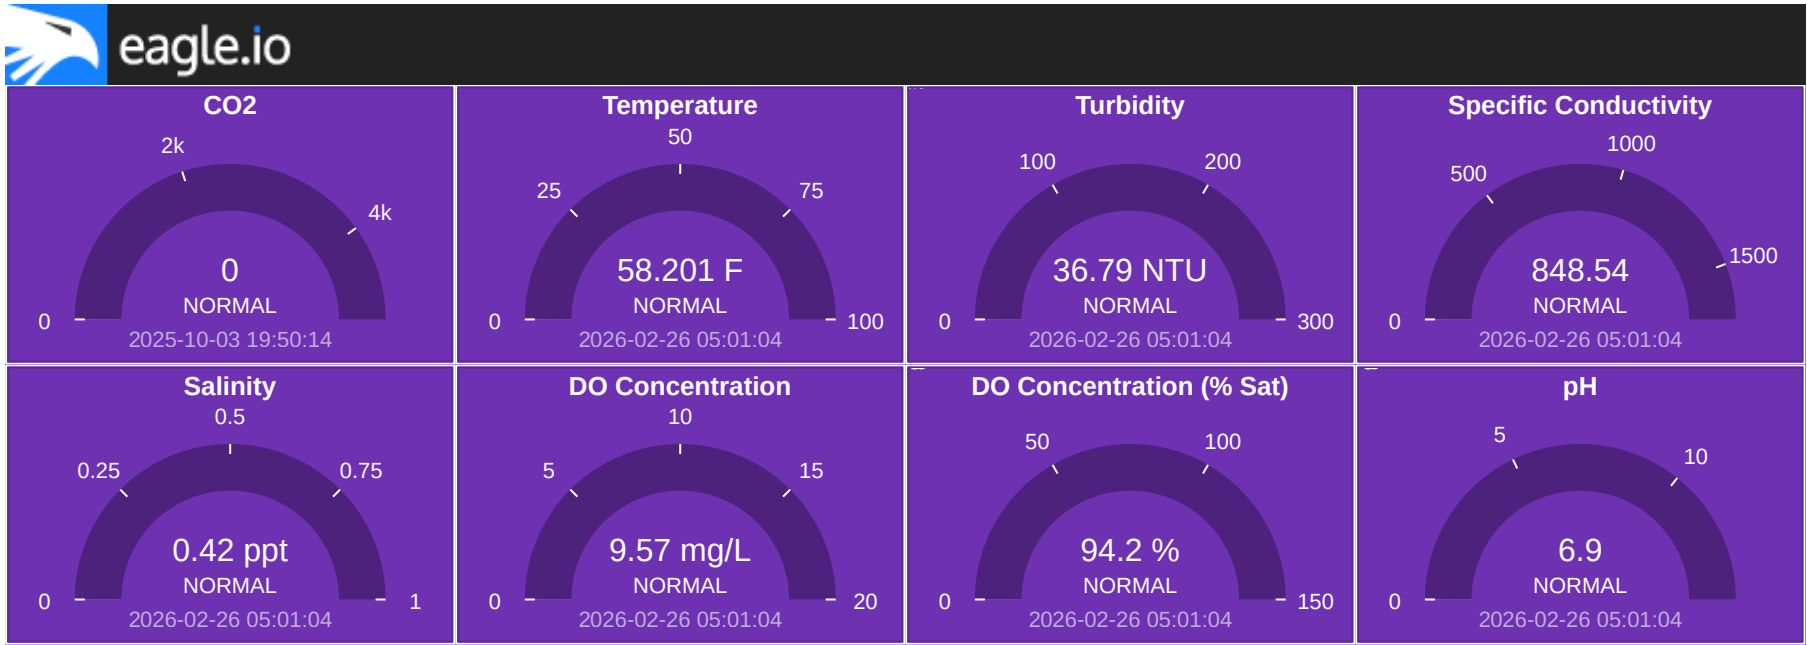 eagle.io
CO2
2k
4k
0
0
NORMAL
2025-10-03 19:50:14
Temperature
50
25
75
58.201 F
NORMAL
0
100
2026-02-26 05:01:04
Turbidity
100
200
36.79 NTU
NORMAL
0
300
2026-02-26 05:01:04
Specific Conductivity
1000
500
1500
848.54
NORMAL
0
2026-02-26 05:01:04
Salinity
0.5
0.25
0.75
0.42 ppt
NORMAL
0
1
2026-02-26 05:01:04
DO Concentration
10
5
15
9.57 mg/L
NORMAL
0
20
2026-02-26 05:01:04
DO Concentration (% Sat)
50
100
94.2 %
NORMAL
0
150
2026-02-26 05:01:04
pH
5
10
6.9
NORMAL
0
2026-02-26 05:01:04